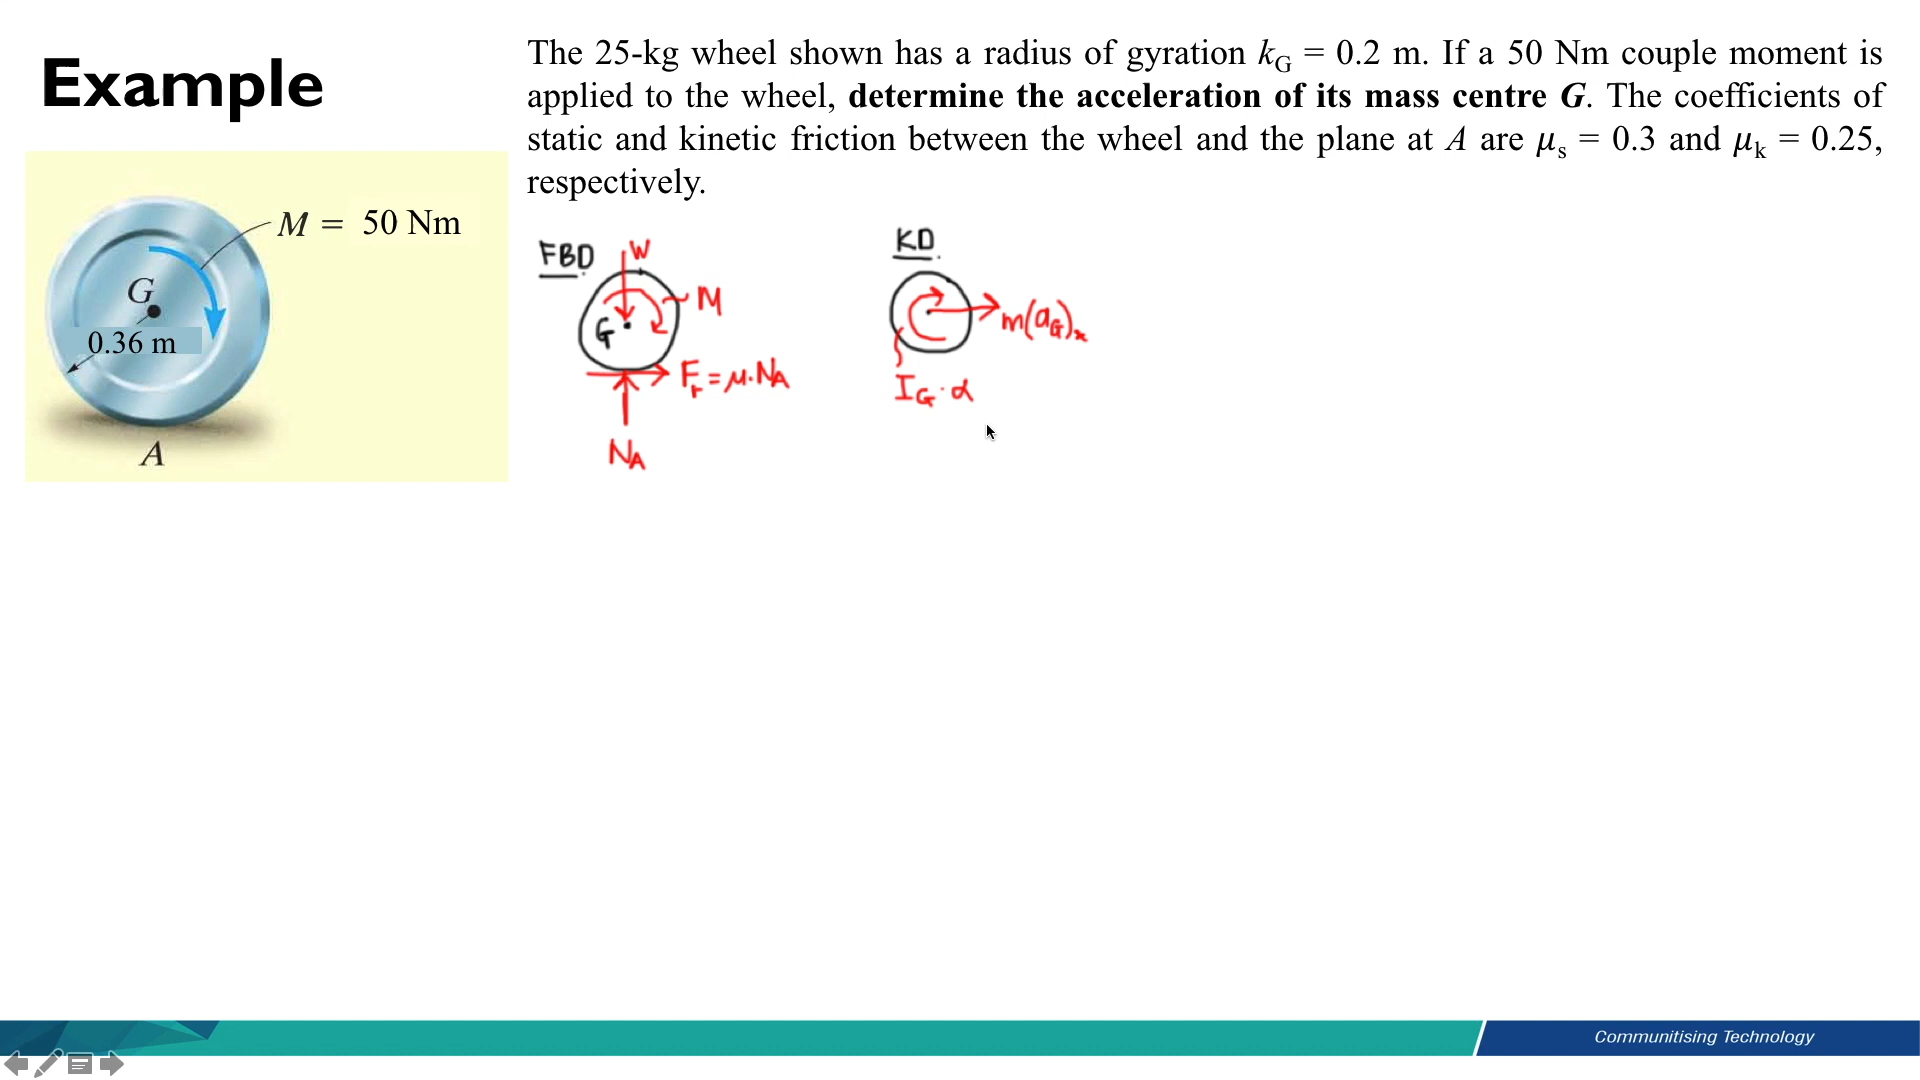 Example
The 25-kg wheel shown has a radius of gyration kG = 0.2 m. If a 50 Nm couple moment is
applied to the wheel, determine the acceleration of its mass centre G. The coefficients of
static and kinetic friction between the wheel and the plane at A are μs = 0.3 and μk = 0.25,
respectively.
M = 50 Nm
G
0.36 m
A
FBD
W
M
G
Fr = μ·NA
NA
KD
m(aG)x
IG·α
Communitising Technology